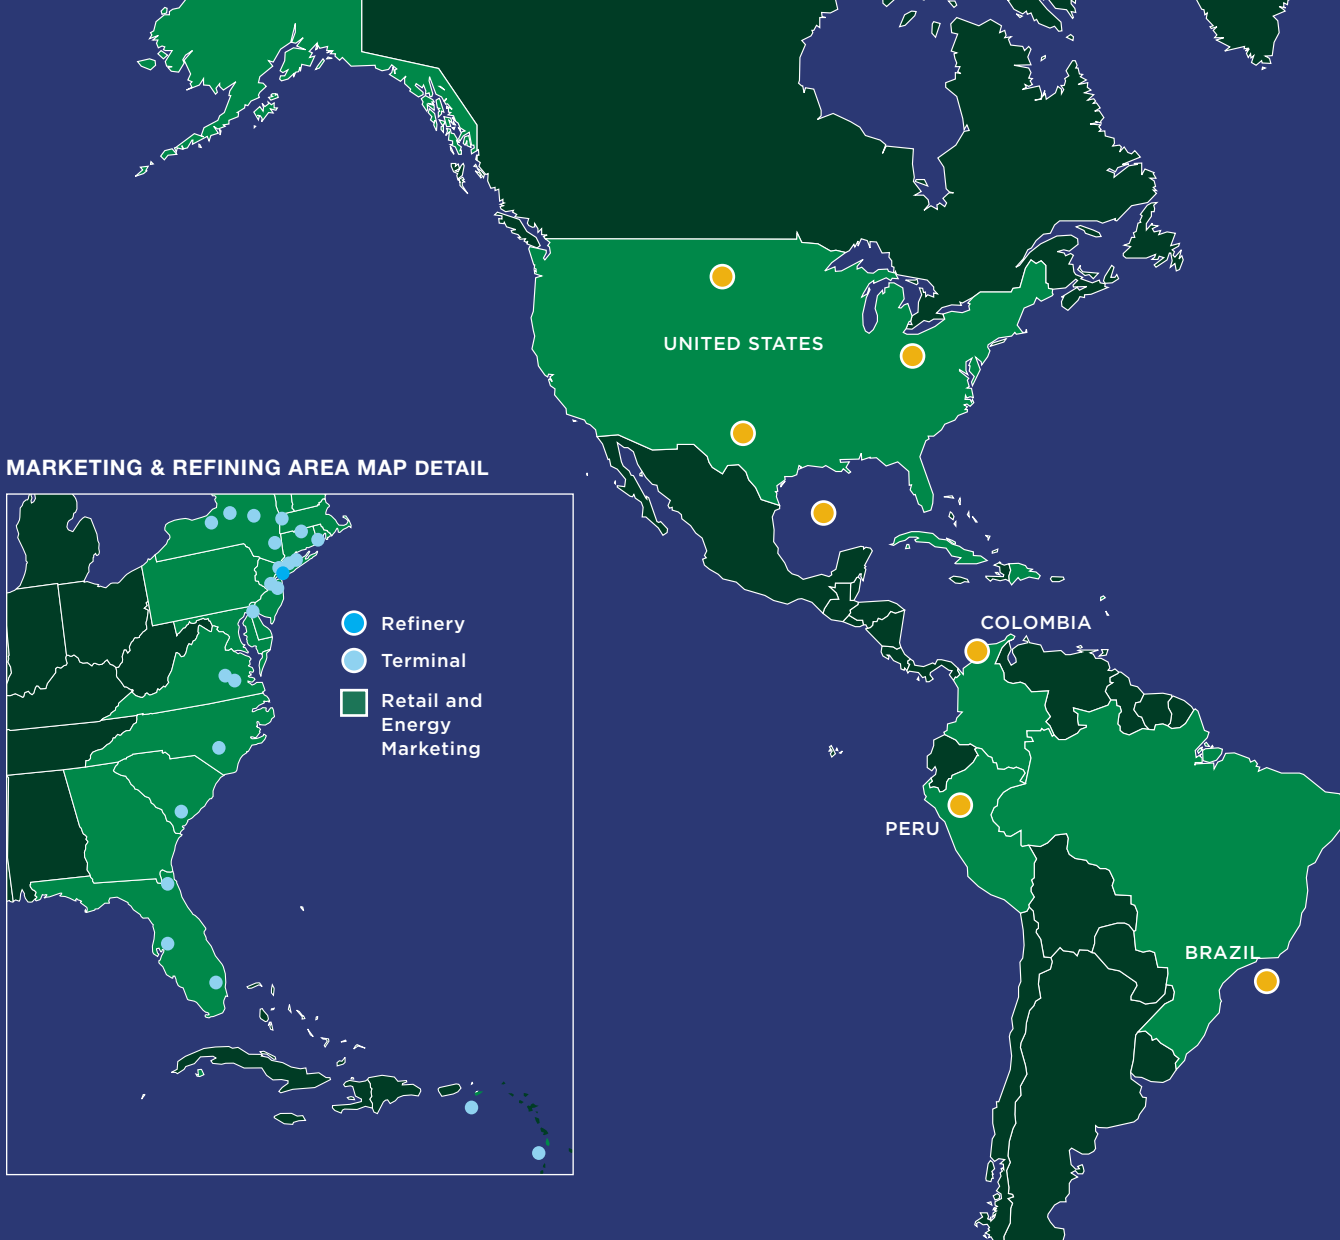 UNITED STATES
MARKETING & REFINING AREA MAP DETAIL
Refinery
Terminal
Retail and
Energy
Marketing
COLOMBIA
PERU
BRAZIL